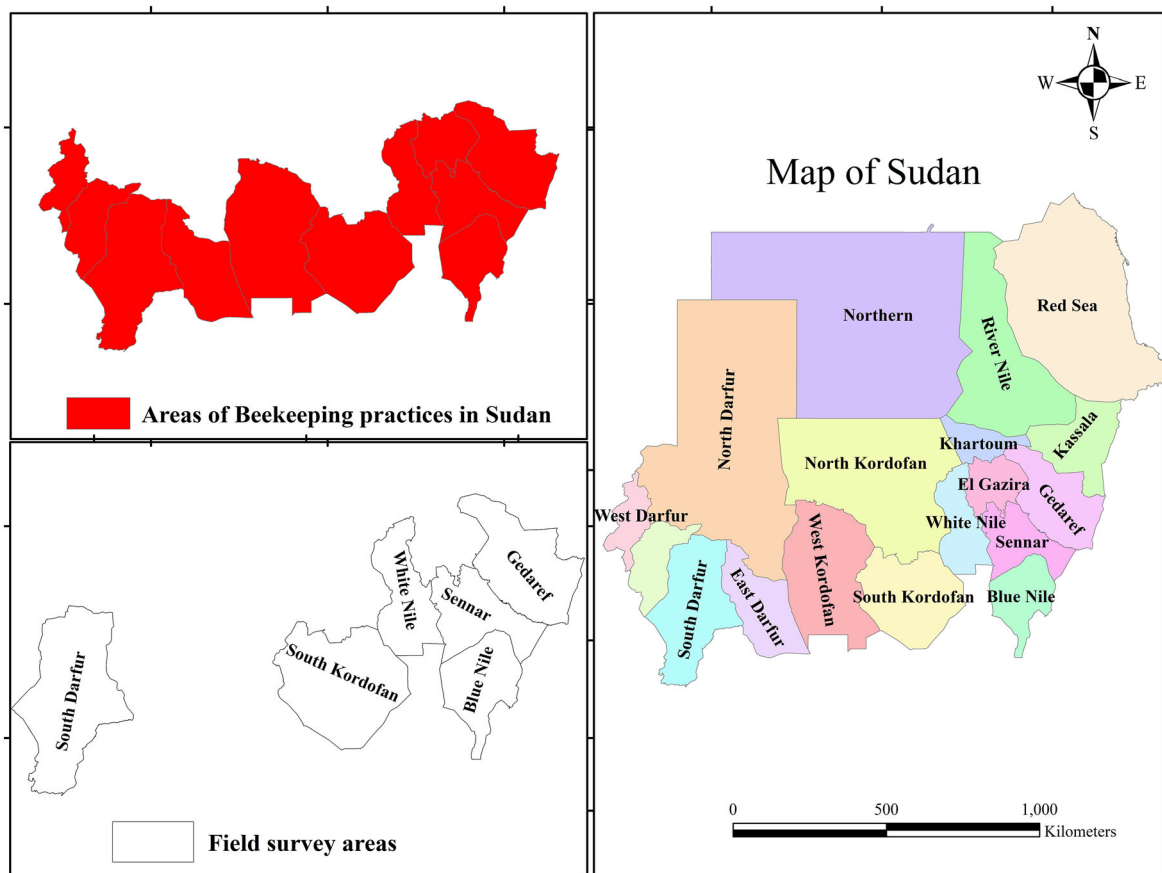 Areas of Beekeeping practices in Sudan
White Nile
Gedaref
Sennar
South Kordofan
Blue Nile
South Darfur
Field survey areas
N
W E
S
Map of Sudan
Red Sea
Northern
River Nile
North Darfur
Kassala
Khartoum
North Kordofan
El Gazira
Gedaref
West Darfur
White Nile
Sennar
West Kordofan
South Darfur
East Darfur
South Kordofan
Blue Nile
0 500 1,000
Kilometers